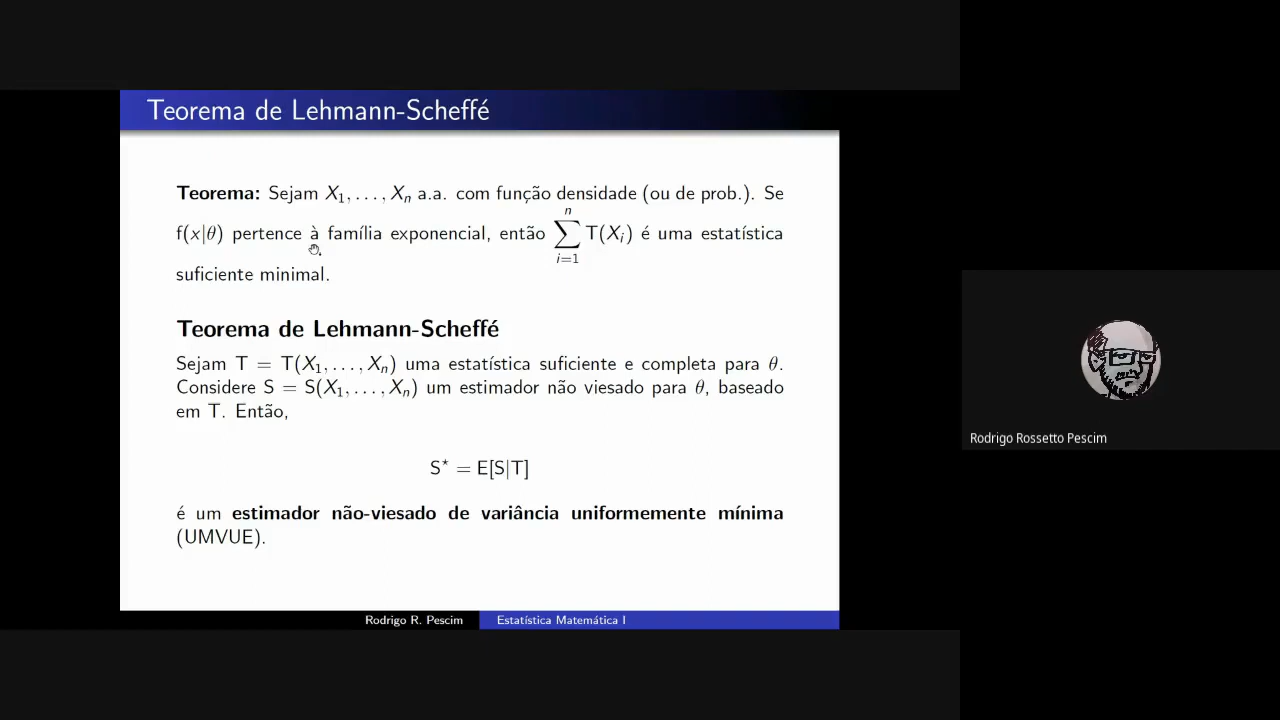 Teorema de Lehmann-Scheffé
Teorema: Sejam X₁, . . . , Xₙ a.a. com função densidade (ou de prob.). Se
f(x|θ) pertence à família exponencial, então ∑ⁿᵢ₌₁ T(Xᵢ) é uma estatística
suficiente minimal.
Teorema de Lehmann-Scheffé
Sejam T = T(X₁, . . . , Xₙ) uma estatística suficiente e completa para θ.
Considere S = S(X₁, . . . , Xₙ) um estimador não viesado para θ, baseado
em T. Então,
S⋆ = E[S|T]
é um estimador não-viesado de variância uniformemente mínima
(UMVUE).
Rodrigo R. Pescim Estatística Matemática I
Rodrigo Rossetto Pescim